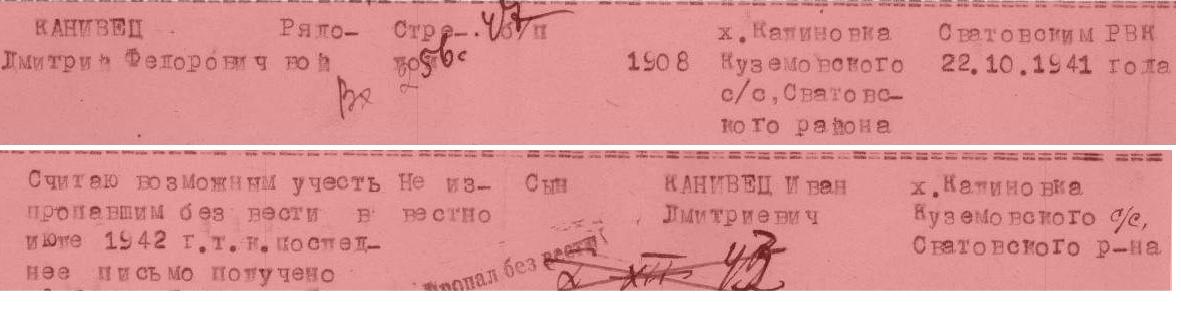 КАНИВЕЦ Рядо- Стре-
Дмитрий Федорович вой 1908
х.Калиновка
Куземовского
с/с,Сватовс-
кого района
Сватовским РВК
22.10.1941 года
Считаю возможным учесть
пропавшим без вести в
июле 1942 г.т.к.послед-
нее письмо получено
Не из-
вестно
Сын
КАНИВЕЦ Иван
Дмитриевич
х.Калиновка
Куземовского с/с,
Сватовского р-на
Пропал без вести